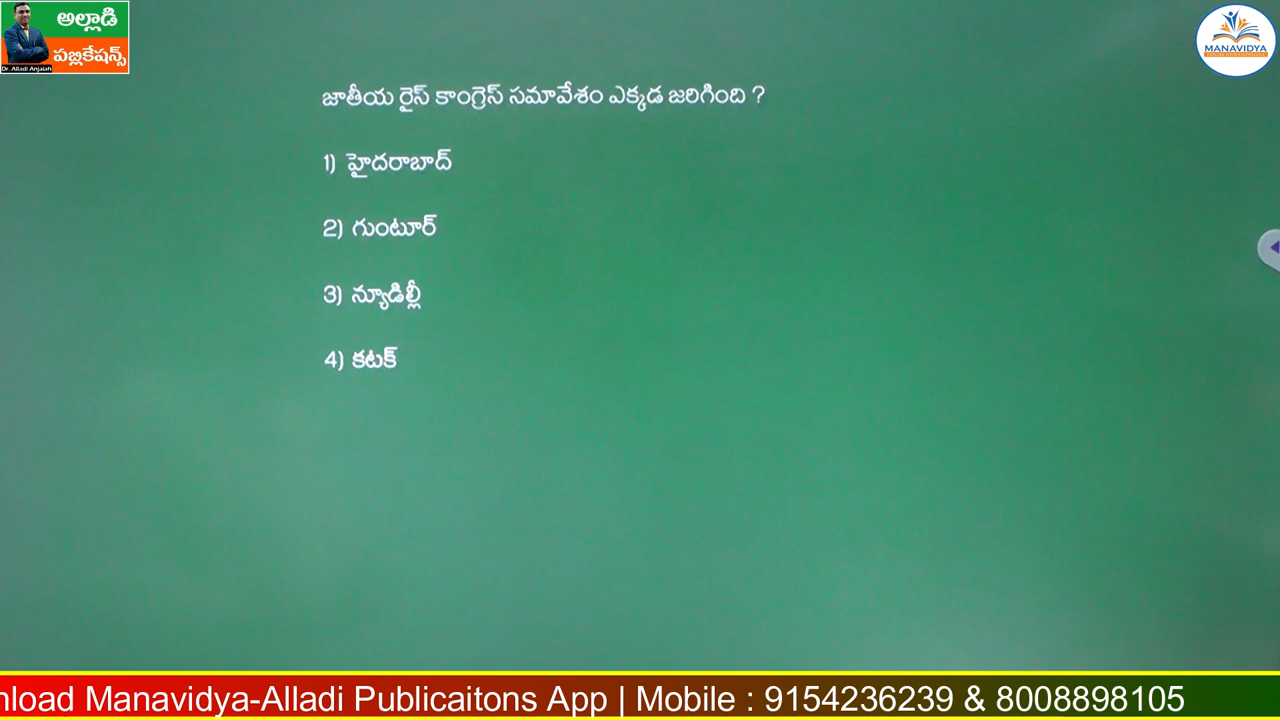 అల్లాడి
పబ్లికేషన్స్
Dr. Alladi Anjaiah
MANAVIDYA
జాతీయ రైస్ కాంగ్రెస్ సమావేశం ఎక్కడ జరిగింది ?
1) హైదరాబాద్
2) గుంటూర్
3) న్యూడిల్లీ
4) కటక్
nload Manavidya-Alladi Publicaitons App | Mobile : 9154236239 & 8008898105